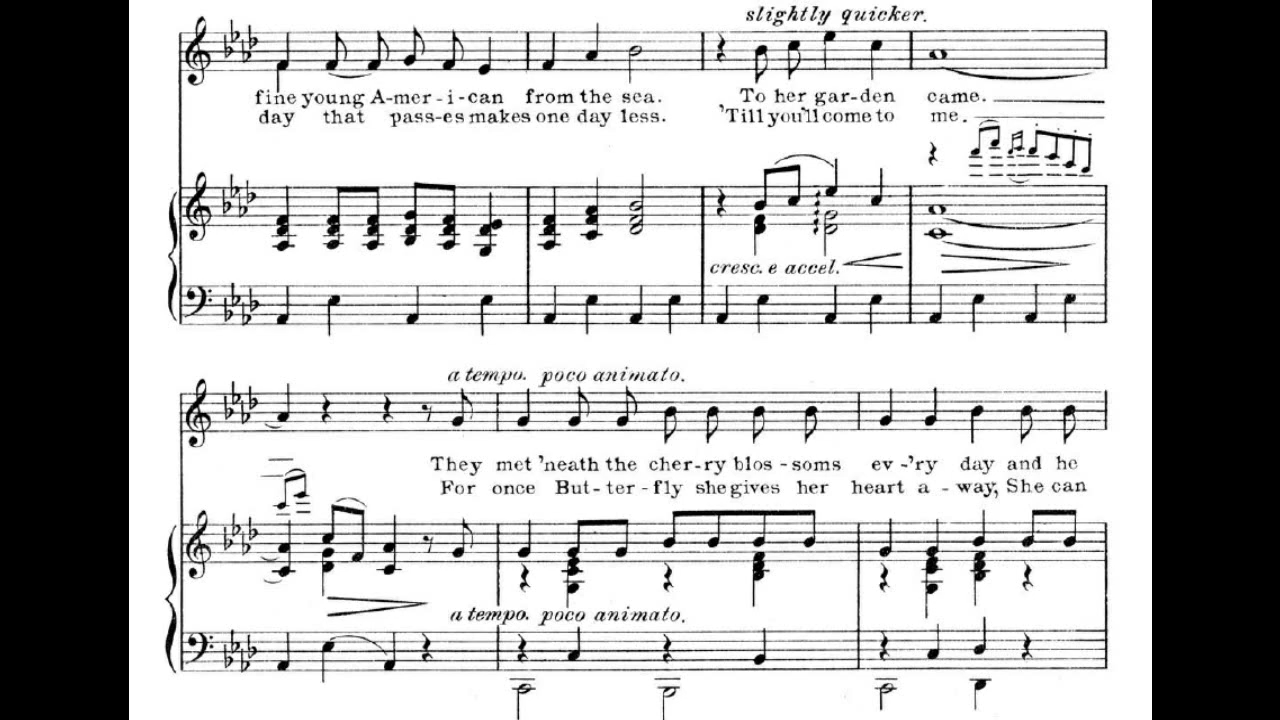 slightly quicker.
fine young A-mer-i-can from the sea. To her gar-den came.
day that pass-es makes one day less. 'Till you'll come to me.
cresc. e accel.
a tempo. poco animato.
They met 'neath the cher-ry blos-soms ev-'ry day and he
For once But-ter-fly she gives her heart a-way, She can
a tempo. poco animato.